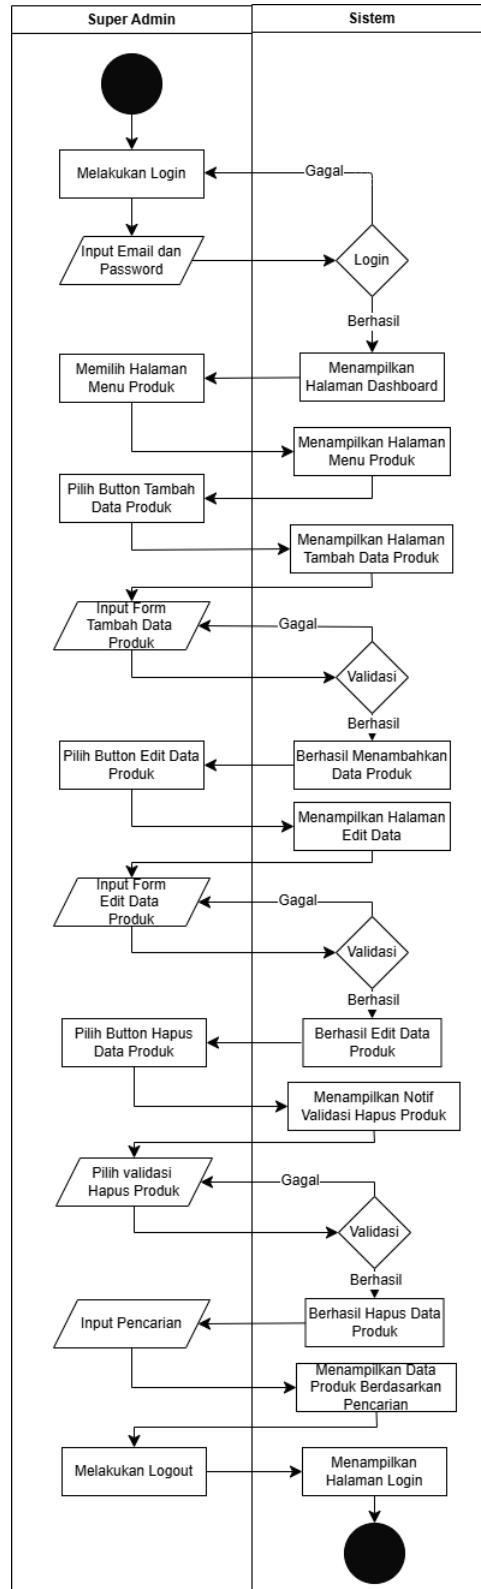 Super Admin
Sistem
Melakukan Login
Gagal
Input Email dan
Password
Login
Berhasil
Memilih Halaman
Menu Produk
Menampilkan
Halaman Dashboard
Menampilkan Halaman
Menu Produk
Pilih Button Tambah
Data Produk
Menampilkan Halaman
Tambah Data Produk
Input Form
Tambah Data
Produk
Gagal
Validasi
Berhasil
Pilih Button Edit Data
Produk
Berhasil Menambahkan
Data Produk
Menampilkan Halaman
Edit Data
Input Form
Edit Data
Produk
Gagal
Validasi
Berhasil
Pilih Button Hapus
Data Produk
Berhasil Edit Data
Produk
Menampilkan Notif
Validasi Hapus Produk
Pilih validasi
Hapus Produk
Gagal
Validasi
Berhasil
Input Pencarian
Berhasil Hapus Data
Produk
Menampilkan Data
Produk Berdasarkan
Pencarian
Melakukan Logout
Menampilkan
Halaman Login